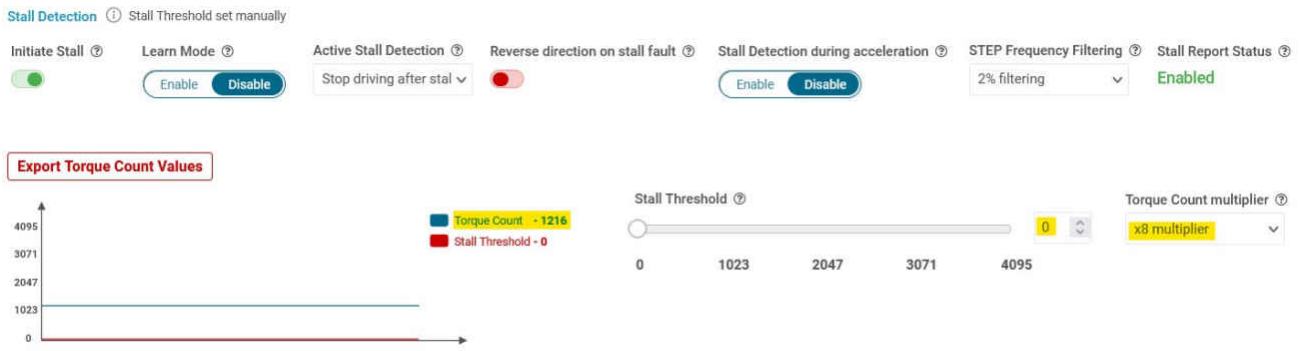 Stall Detection ⓘ Stall Threshold set manually
Initiate Stall ? Learn Mode ? Active Stall Detection ? Reverse direction on stall fault ? Stall Detection during acceleration ? STEP Frequency Filtering ? Stall Report Status ?
Enable Disable Stop driving after stal Enable Disable 2% filtering Enabled
Export Torque Count Values
Stall Threshold ? Torque Count multiplier ?
Torque Count - 1216
Stall Threshold - 0
0 x8 multiplier
0 1023 2047 3071 4095
4095
3071
2047
1023
0